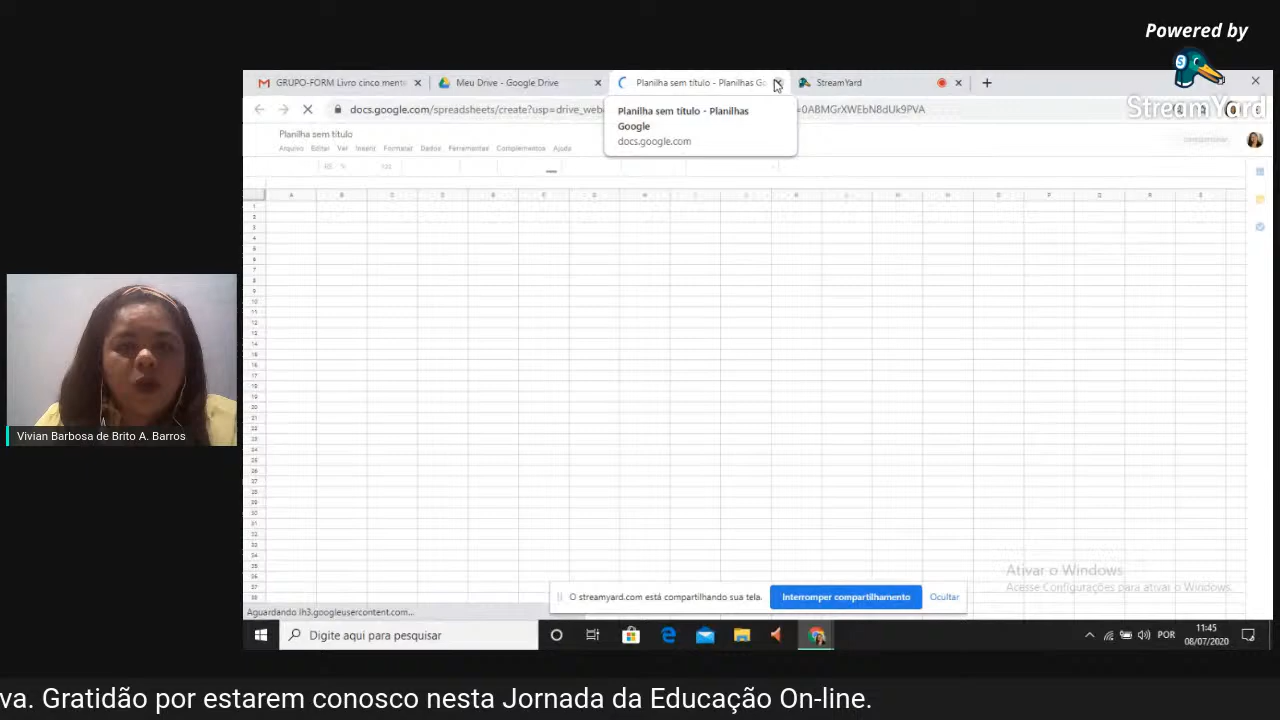 Powered by
StreamYard
GRUPO-FORM Livro cinco ment
Meu Drive - Google Drive
Planilha sem título - Planilhas Go
StreamYard
docs.google.com/spreadsheets/create?usp=drive_web
=0ABMGrXWEbN8dUk9PVA
Planilha sem título - Planilhas
Google
docs.google.com
Planilha sem título
Arquivo Editar Ver Inserir Formatar Dados Ferramentas Complementos Ajuda
Vivian Barbosa de Brito A. Barros
Ativar o Windows
Acesse Configurações para ativar o Windows.
O streamyard.com está compartilhando sua tela.
Interromper compartilhamento
Ocultar
Aguardando lh3.googleusercontent.com...
Digite aqui para pesquisar
POR
11:45
08/07/2020
va. Gratidão por estarem conosco nesta Jornada da Educação On-line.